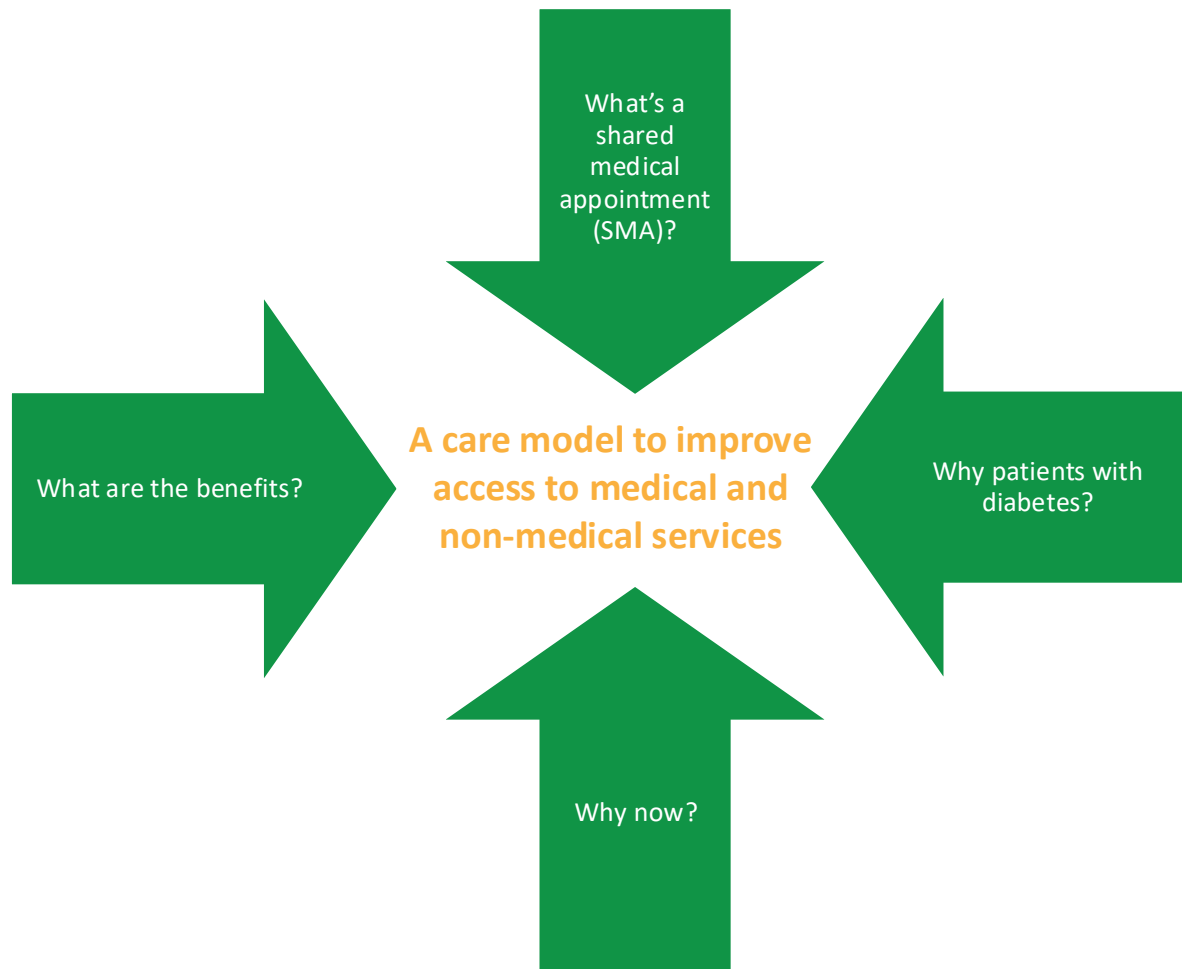 What's a
shared
medical
appointment
(SMA)?
What are the benefits?
A care model to improve
access to medical and
non-medical services
Why patients with
diabetes?
Why now?